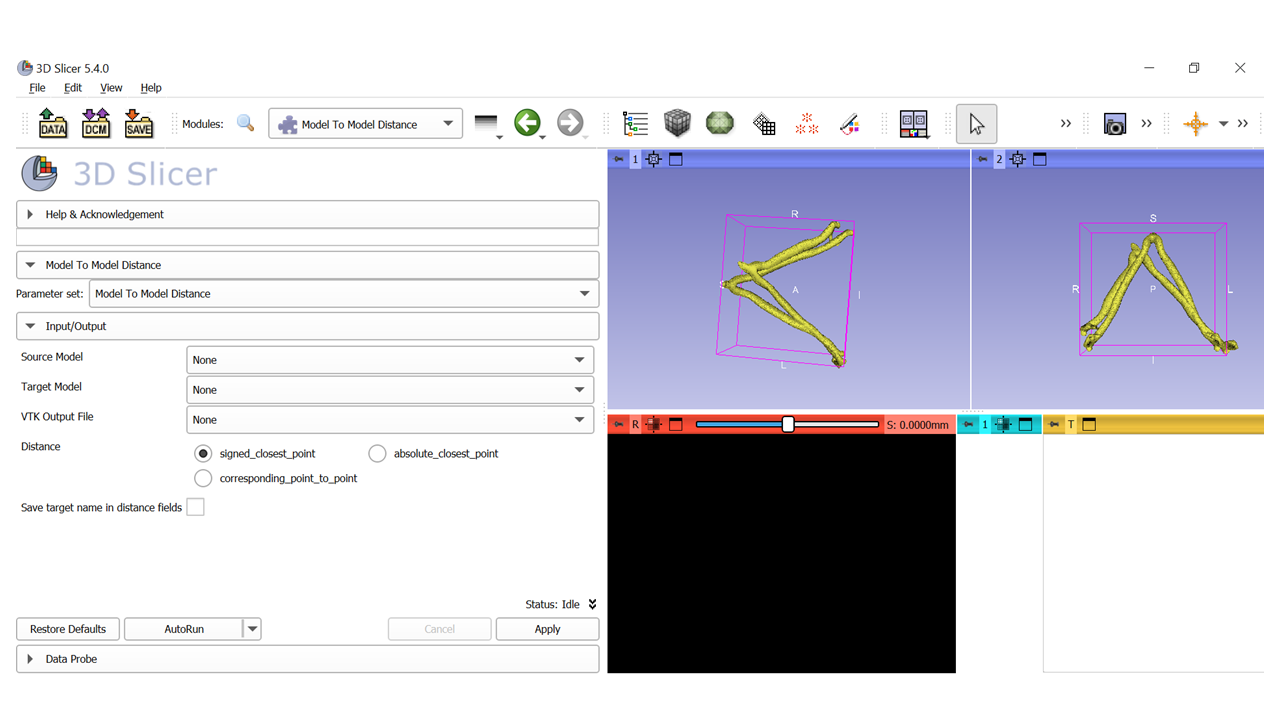 3D Slicer 5.4.0
File Edit View Help
DATA DCM SAVE Modules: Model To Model Distance
3D Slicer
Help & Acknowledgement
Model To Model Distance
Parameter set: Model To Model Distance
Input/Output
Source Model None
Target Model None
VTK Output File None
Distance signed_closest_point absolute_closest_point
corresponding_point_to_point
Save target name in distance fields
Status: Idle
Restore Defaults AutoRun Cancel Apply
Data Probe
1
R
A
I
L
2
S
R P L
I
R S: 0.0000mm
1
T